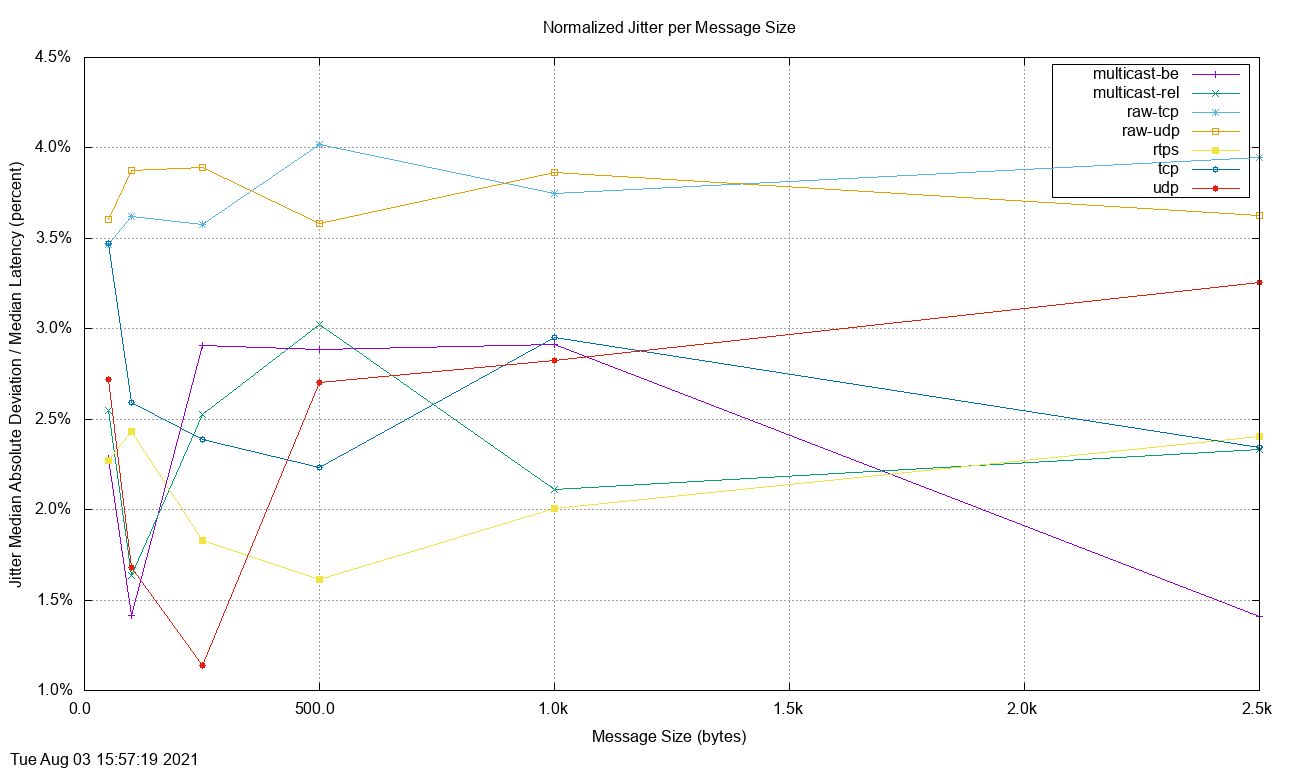 Normalized Jitter per Message Size
4.5%
4.0%
3.5%
3.0%
2.5%
2.0%
1.5%
1.0%
Jitter Median Absolute Deviation / Median Latency (percent)
multicast-be
multicast-rel
raw-tcp
raw-udp
rtps
tcp
udp
0.0 500.0 1.0k 1.5k 2.0k 2.5k
Message Size (bytes)
Tue Aug 03 15:57:19 2021